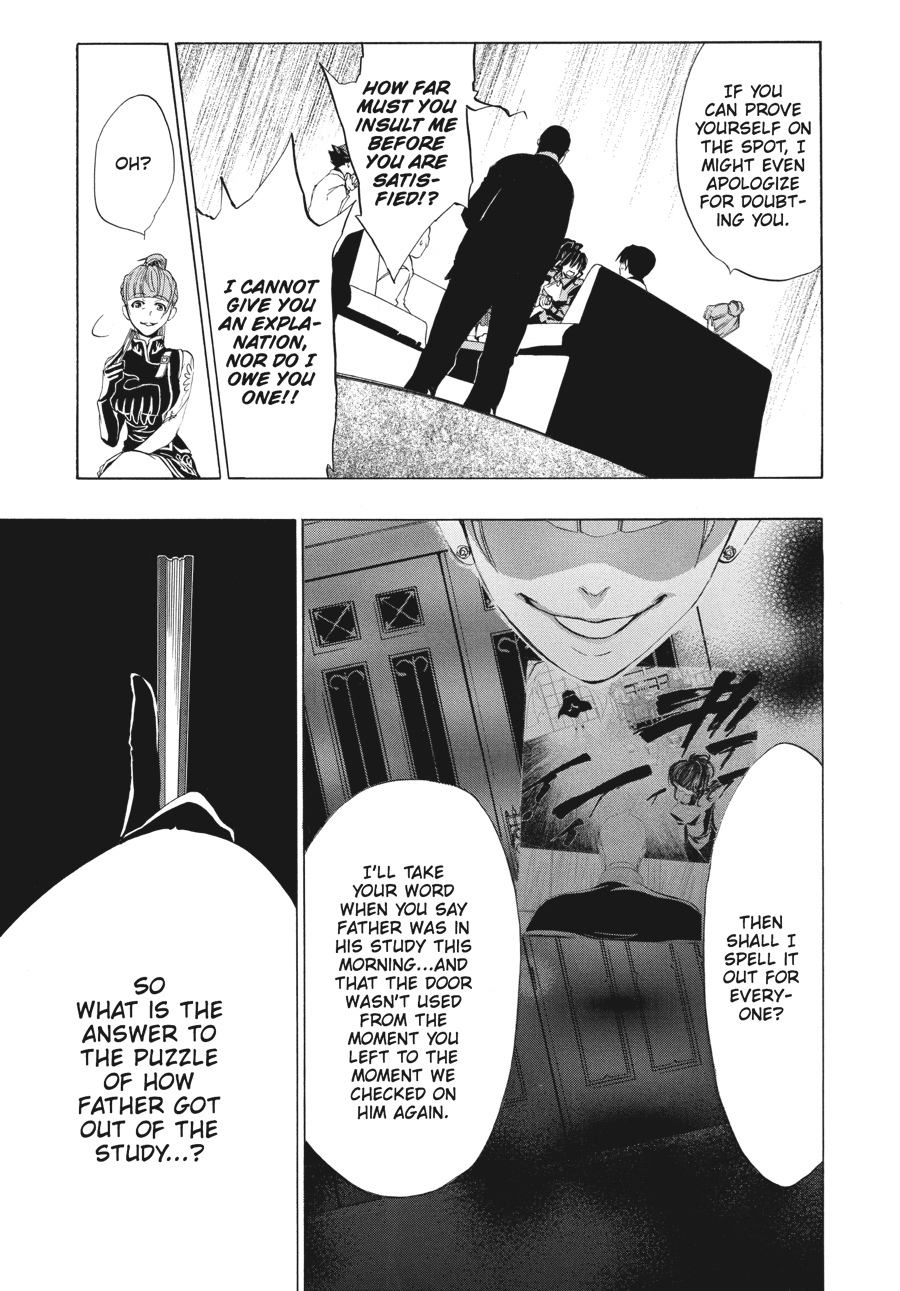 IF YOU
CAN PROVE
YOURSELF ON
THE SPOT, I
MIGHT EVEN
APOLOGIZE
FOR DOUBT-
ING YOU.
HOW FAR
MUST YOU
INSULT ME
BEFORE
YOU ARE
SATIS-
FIED!?
I CANNOT
GIVE YOU
AN EXPLA-
NATION,
NOR DO I
OWE YOU
ONE!!
OH?
THEN
SHALL I
SPELL IT
OUT FOR
EVERY-
ONE?
I'LL TAKE
YOUR WORD
WHEN YOU SAY
FATHER WAS IN
HIS STUDY THIS
MORNING...AND
THAT THE DOOR
WASN'T USED
FROM THE
MOMENT YOU
LEFT TO THE
MOMENT WE
CHECKED ON
HIM AGAIN.
SO
WHAT IS THE
ANSWER TO
THE PUZZLE
OF HOW
FATHER GOT
OUT OF THE
STUDY...?